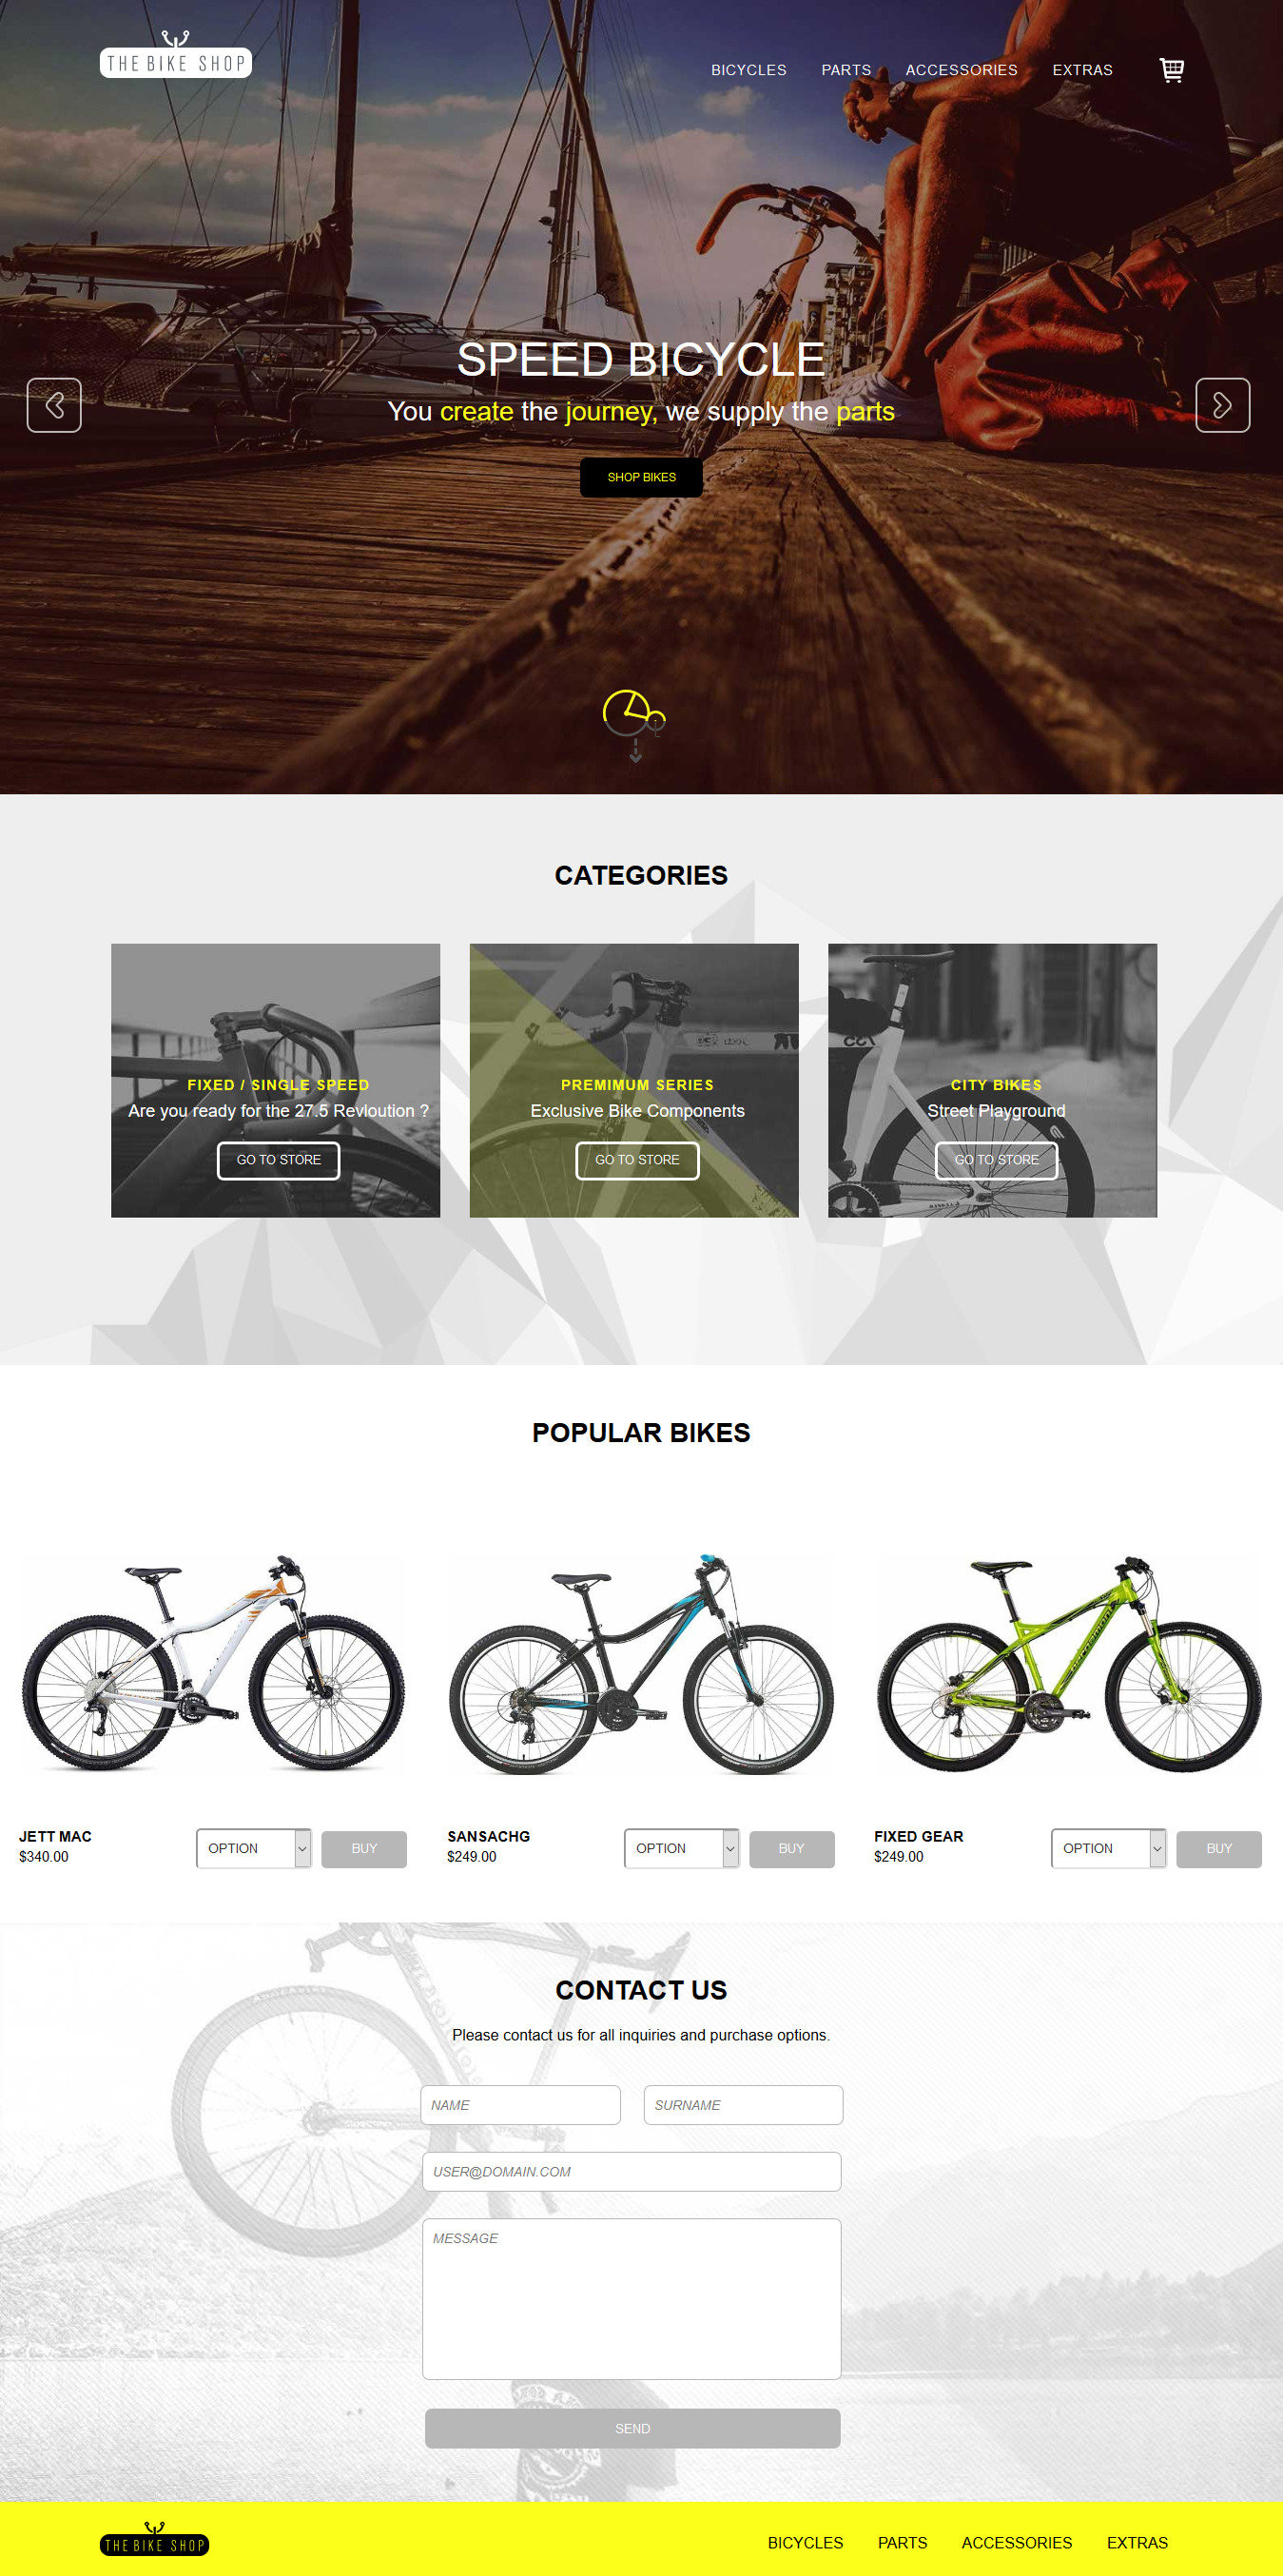 THE BIKE SHOP
BICYCLES PARTS ACCESSORIES EXTRAS
SPEED BICYCLE
You create the journey, we supply the parts
SHOP BIKES
CATEGORIES
FIXED / SINGLE SPEED
Are you ready for the 27.5 Revloution ?
GO TO STORE
PREMIMUM SERIES
Exclusive Bike Components
GO TO STORE
CITY BIKES
Street Playground
GO TO STORE
POPULAR BIKES
JETT MAC
$340.00
OPTION BUY
SANSACHG
$249.00
OPTION BUY
FIXED GEAR
$249.00
OPTION BUY
CONTACT US
Please contact us for all inquiries and purchase options.
NAME SURNAME
USER@DOMAIN.COM
MESSAGE
SEND
THE BIKE SHOP
BICYCLES PARTS ACCESSORIES EXTRAS